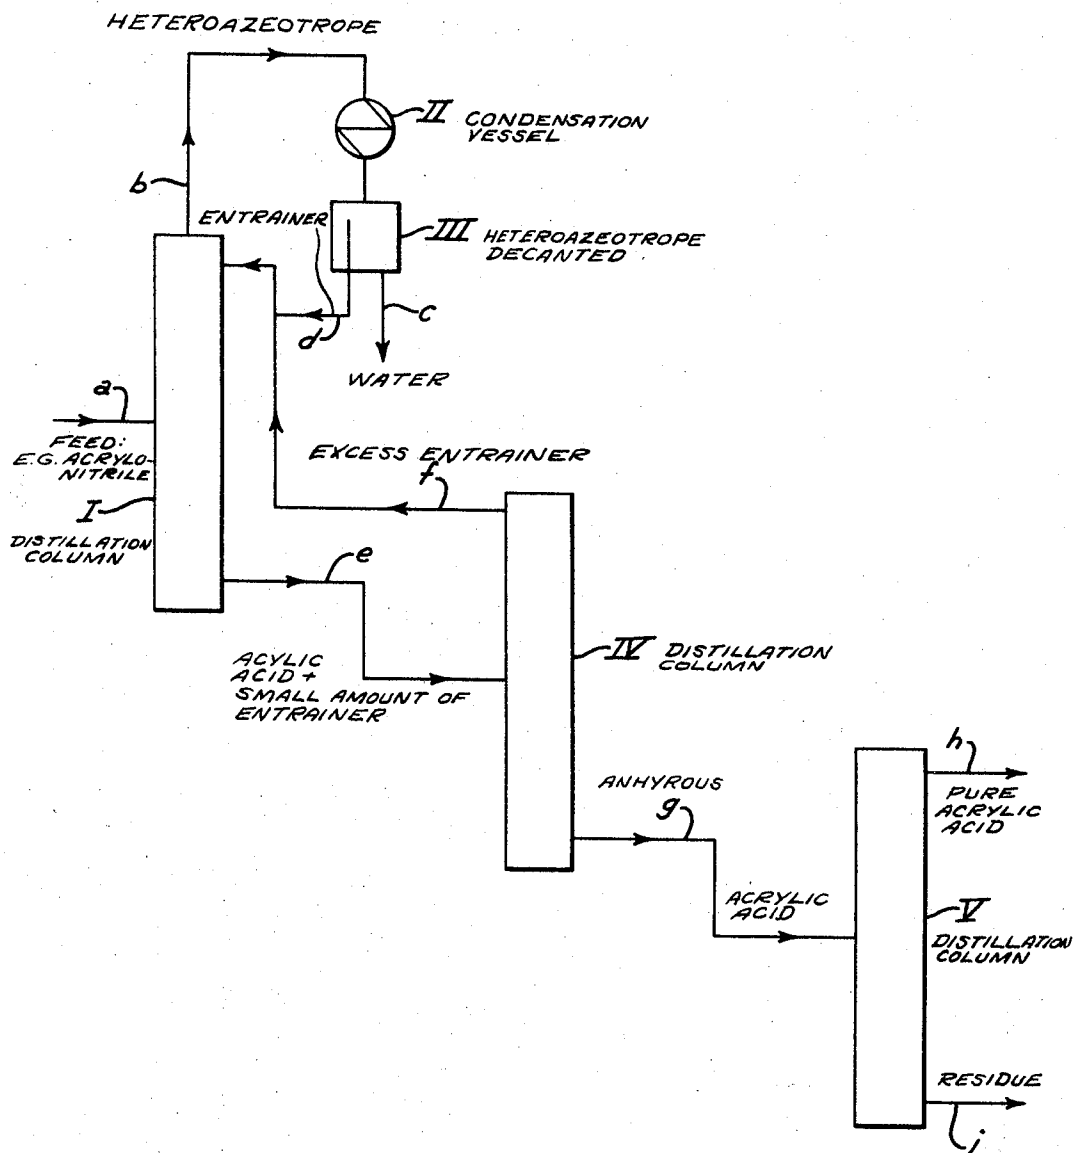 HETEROAZEOTROPE
II CONDENSATION
VESSEL
b
ENTRAINER
III HETEROAZEOTROPE
DECANTED
c
d
WATER
a
FEED:
E.G. ACRYLO-
NITRILE
I
DISTILLATION
COLUMN
EXCESS ENTRAINER
f
e
IV DISTILLATION
COLUMN
ACYLIC
ACID +
SMALL AMOUNT OF
ENTRAINER
ANHYROUS
g
h
PURE
ACRYLIC
ACID
ACRYLIC
ACID
V
DISTILLATION
COLUMN
RESIDUE
j